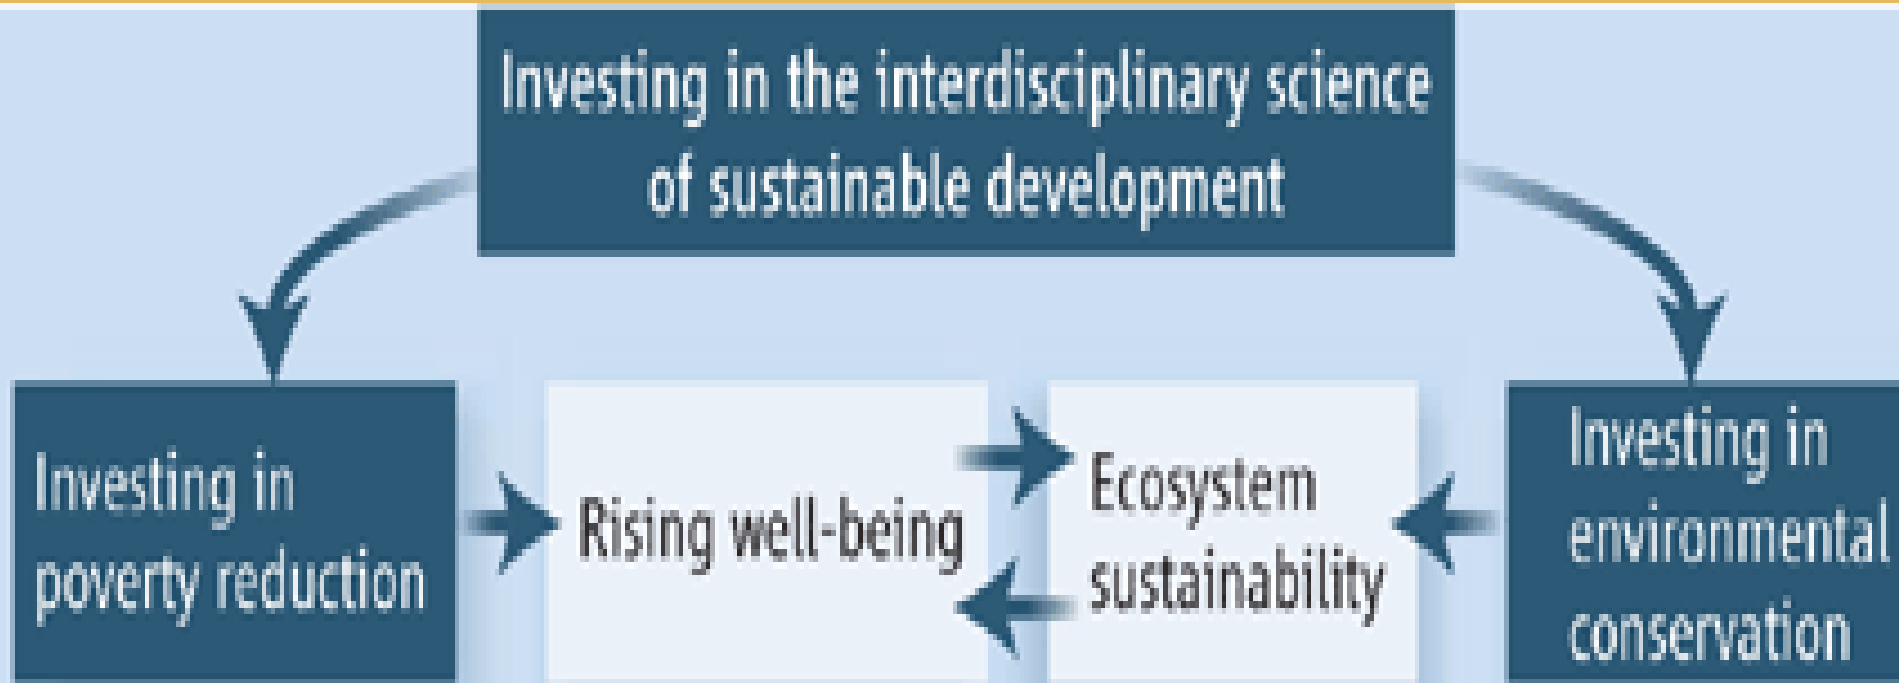 Investing in the interdisciplinary science
of sustainable development
Investing in
poverty reduction
Rising well-being
Ecosystem
sustainability
Investing in
environmental
conservation